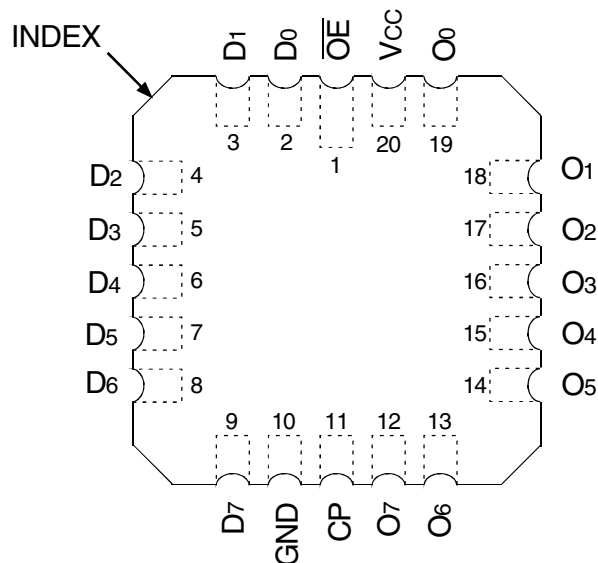 INDEX
D1 D0 O̅E̅ VCC O0
3 2 1 20 19
D2 4 18 O1
D3 5 17 O2
D4 6 16 O3
D5 7 15 O4
D6 8 14 O5
9 10 11 12 13
D7 GND CP O7 O6